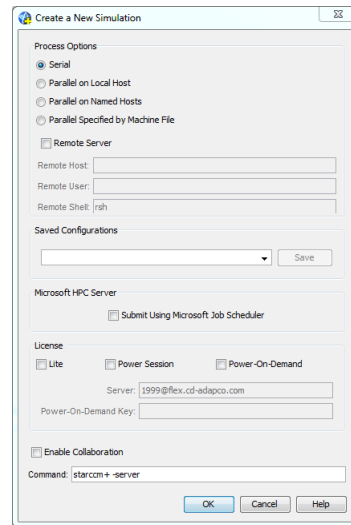 Create a New Simulation
Process Options
Serial
Parallel on Local Host
Parallel on Named Hosts
Parallel Specified by Machine File
Remote Server
Remote Host:
Remote User:
Remote Shell: rsh
Saved Configurations
Save
Microsoft HPC Server
Submit Using Microsoft Job Scheduler
License
Lite Power Session Power-On-Demand
Server: 1999@flex.cd-adapco.com
Power-On-Demand Key:
Enable Collaboration
Command: starccm+ -server
OK Cancel Help